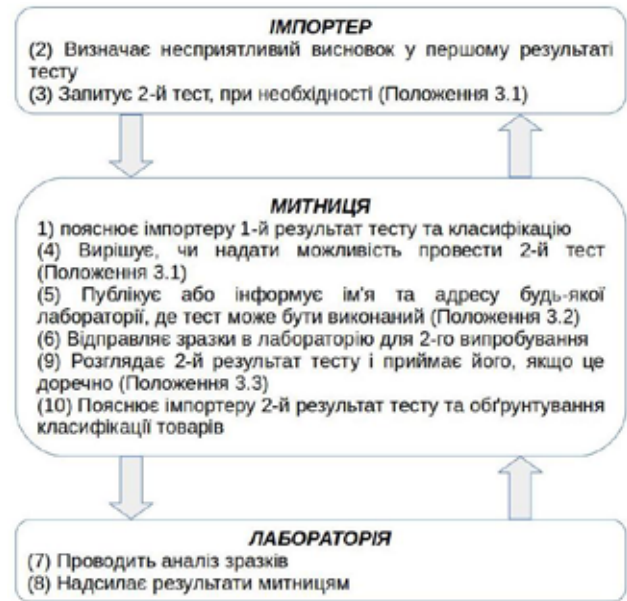 ІМПОРТЕР
(2) Визначає несприятливий висновок у першому результаті
тесту
(3) Запитує 2-й тест, при необхідності (Положення 3.1)
МИТНИЦЯ
1) пояснює імпортеру 1-й результат тесту та класифікацію
(4) Вирішує, чи надати можливість провести 2-й тест
(Положення 3.1)
(5) Публікує або інформує ім'я та адресу будь-якої
лабораторії, де тест може бути виконаний (Положення 3.2)
(6) Відправляє зразки в лабораторію для 2-го випробування
(9) Розглядає 2-й результат тесту і приймає його, якщо це
доречно (Положення 3.3)
(10) Пояснює імпортеру 2-й результат тесту та обґрунтування
класифікації товарів
ЛАБОРАТОРІЯ
(7) Проводить аналіз зразків
(8) Надсилає результати митницям